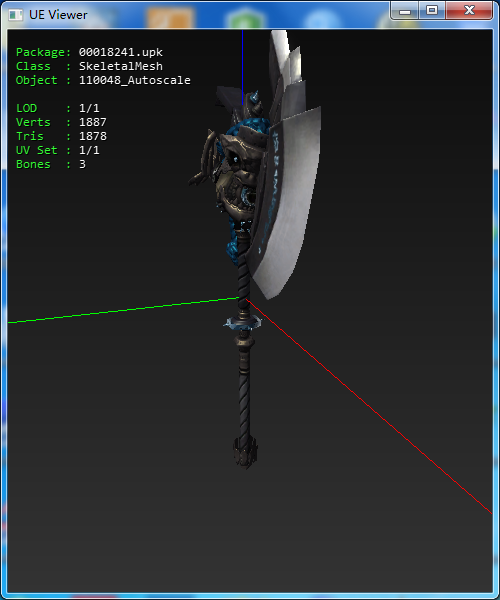 UE Viewer
Package: 00018241.upk
Class : SkeletalMesh
Object : 110048_Autoscale
LOD : 1/1
Verts : 1887
Tris : 1878
UV Set : 1/1
Bones : 3